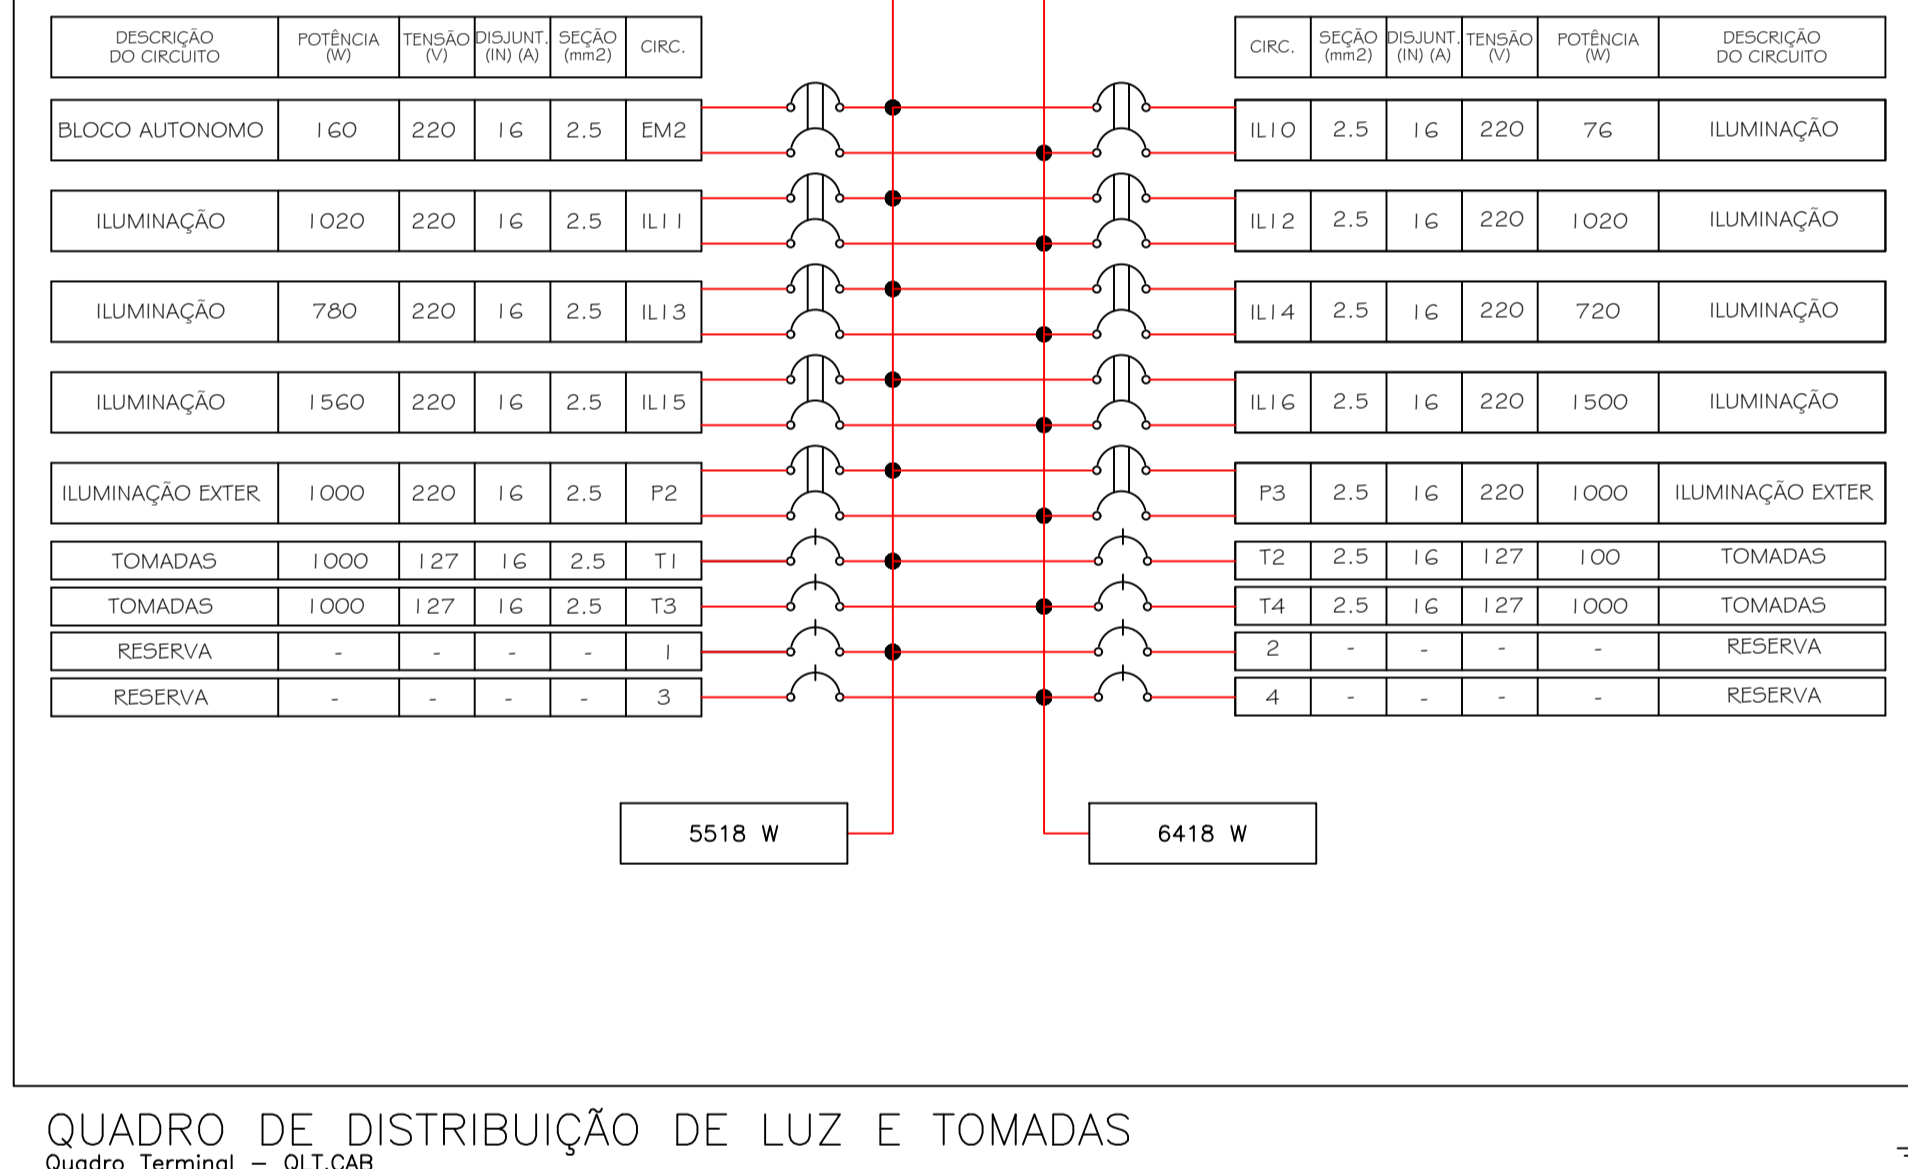 DESCRIÇÃO DO CIRCUITO POTÊNCIA (W) TENSÃO (V) DISJUNT. (IN) (A) SEÇÃO (mm2) CIRC.
CIRC. SEÇÃO (mm2) DISJUNT. (IN) (A) TENSÃO (V) POTÊNCIA (W) DESCRIÇÃO DO CIRCUITO
BLOCO AUTONOMO 160 220 16 2.5 EM2
IL10 2.5 16 220 76 ILUMINAÇÃO
ILUMINAÇÃO 1020 220 16 2.5 IL11
IL12 2.5 16 220 1020 ILUMINAÇÃO
ILUMINAÇÃO 780 220 16 2.5 IL13
IL14 2.5 16 220 720 ILUMINAÇÃO
ILUMINAÇÃO 1560 220 16 2.5 IL15
IL16 2.5 16 220 1500 ILUMINAÇÃO
ILUMINAÇÃO EXTER 1000 220 16 2.5 P2
P3 2.5 16 220 1000 ILUMINAÇÃO EXTER
TOMADAS 1000 127 16 2.5 T1
T2 2.5 16 127 100 TOMADAS
TOMADAS 1000 127 16 2.5 T3
T4 2.5 16 127 1000 TOMADAS
RESERVA - - - - 1
2 - - - - RESERVA
RESERVA - - - - 3
4 - - - - RESERVA
5518 W
6418 W
QUADRO DE DISTRIBUIÇÃO DE LUZ E TOMADAS
Quadro Terminal – QLT.CAB